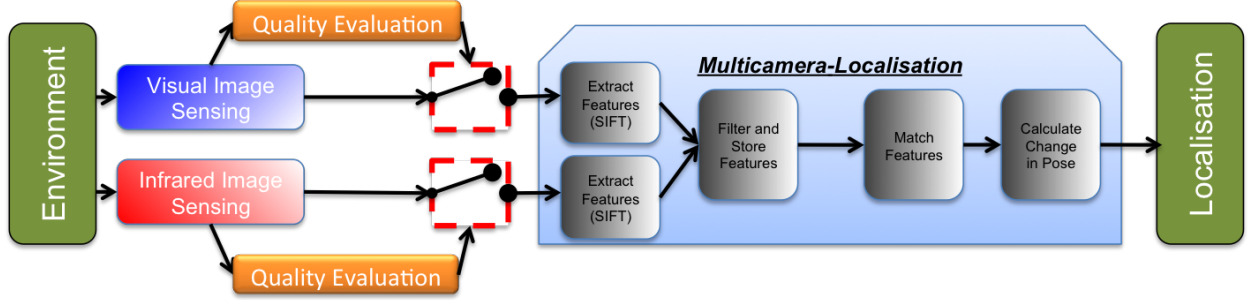 Environment
Quality Evaluation
Visual Image
Sensing
Infrared Image
Sensing
Quality Evaluation
Multicamera-Localisation
Extract
Features
(SIFT)
Extract
Features
(SIFT)
Filter and
Store
Features
Match
Features
Calculate
Change
in Pose
Localisation